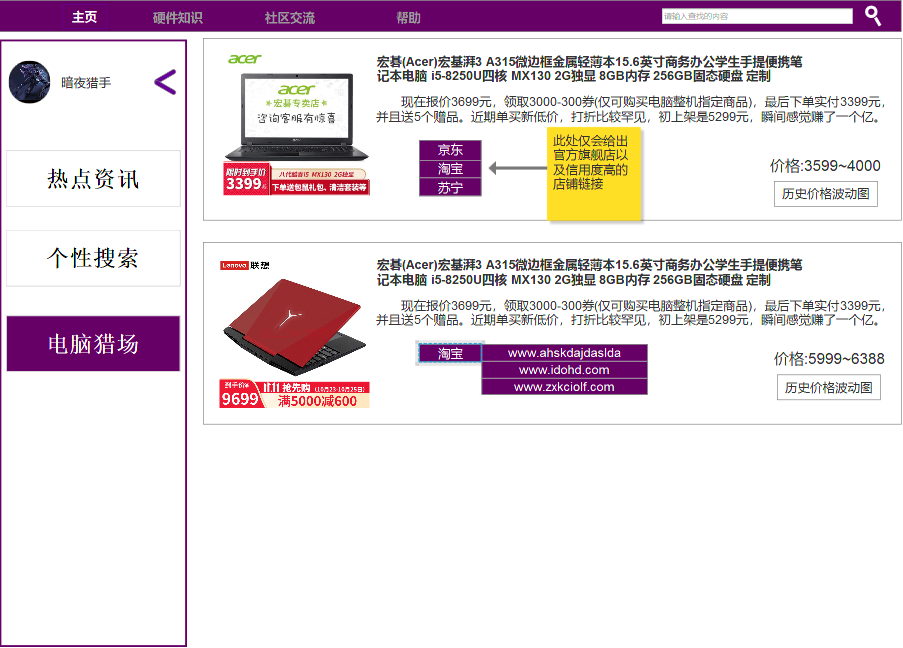 主页 硬件知识 社区交流 帮助 请输入查找的内容
暗夜猎手
热点资讯
个性搜索
电脑猎场
acer
acer
宏碁专卖店
咨询客服有惊喜
限时到手价
3399元
八代酷睿i5 MX130 2G独显
下单送包鼠礼包、清洁套装等
宏碁(Acer)宏基湃3 A315微边框金属轻薄本15.6英寸商务办公学生手提便携笔
记本电脑 i5-8250U四核 MX130 2G独显 8GB内存 256GB固态硬盘 定制
现在报价3699元，领取3000-300券(仅可购买电脑整机指定商品)，最后下单实付3399元，
并且送5个赠品。近期单买新低价，打折比较罕见，初上架是5299元，瞬间感觉赚了一个亿。
京东
淘宝
苏宁
此处仅会给出
官方旗舰店以
及信用度高的
店铺链接
价格:3599~4000
历史价格波动图
Lenovo 联想
到手价
9699
11.11 抢先购 (10月23-10月25日)
满5000减600
宏碁(Acer)宏基湃3 A315微边框金属轻薄本15.6英寸商务办公学生手提便携笔
记本电脑 i5-8250U四核 MX130 2G独显 8GB内存 256GB固态硬盘 定制
现在报价3699元，领取3000-300券(仅可购买电脑整机指定商品)，最后下单实付3399元，
并且送5个赠品。近期单买新低价，打折比较罕见，初上架是5299元，瞬间感觉赚了一个亿。
淘宝
www.ahskdajdaslda
www.idohd.com
www.zxkciolf.com
价格:5999~6388
历史价格波动图